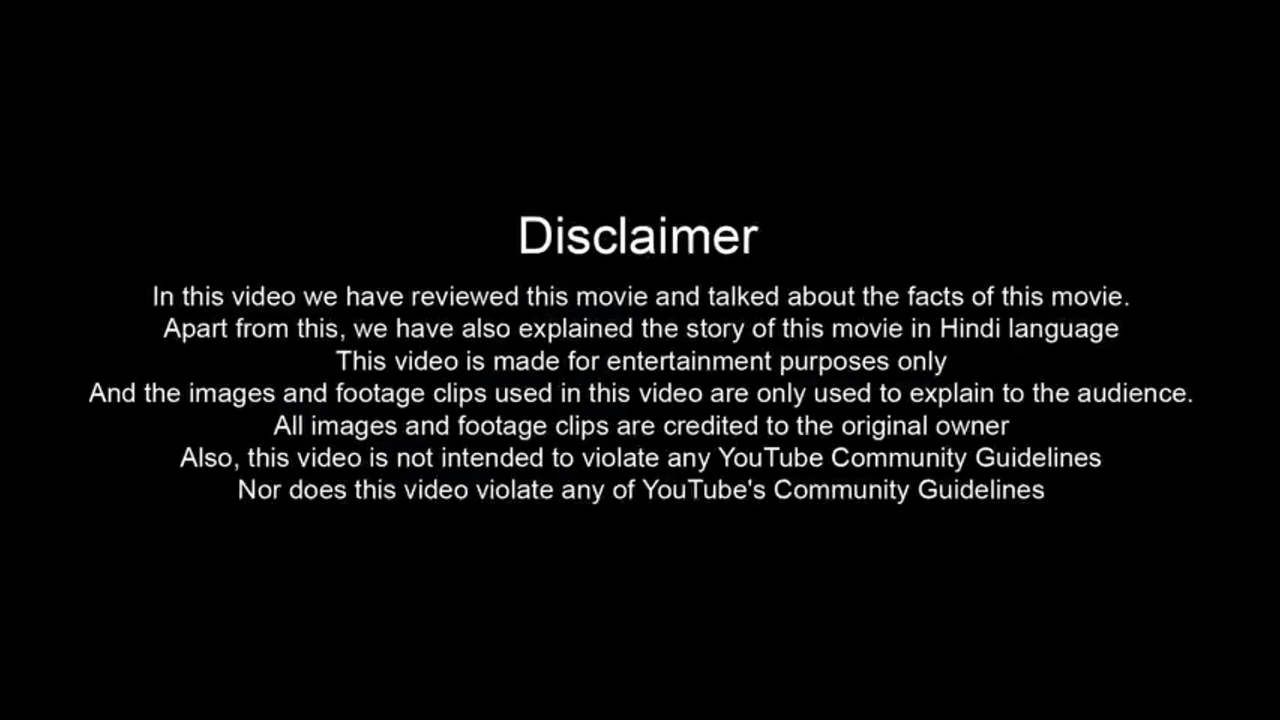 Disclaimer
In this video we have reviewed this movie and talked about the facts of this movie.
Apart from this, we have also explained the story of this movie in Hindi language
This video is made for entertainment purposes only
And the images and footage clips used in this video are only used to explain to the audience.
All images and footage clips are credited to the original owner
Also, this video is not intended to violate any YouTube Community Guidelines
Nor does this video violate any of YouTube's Community Guidelines